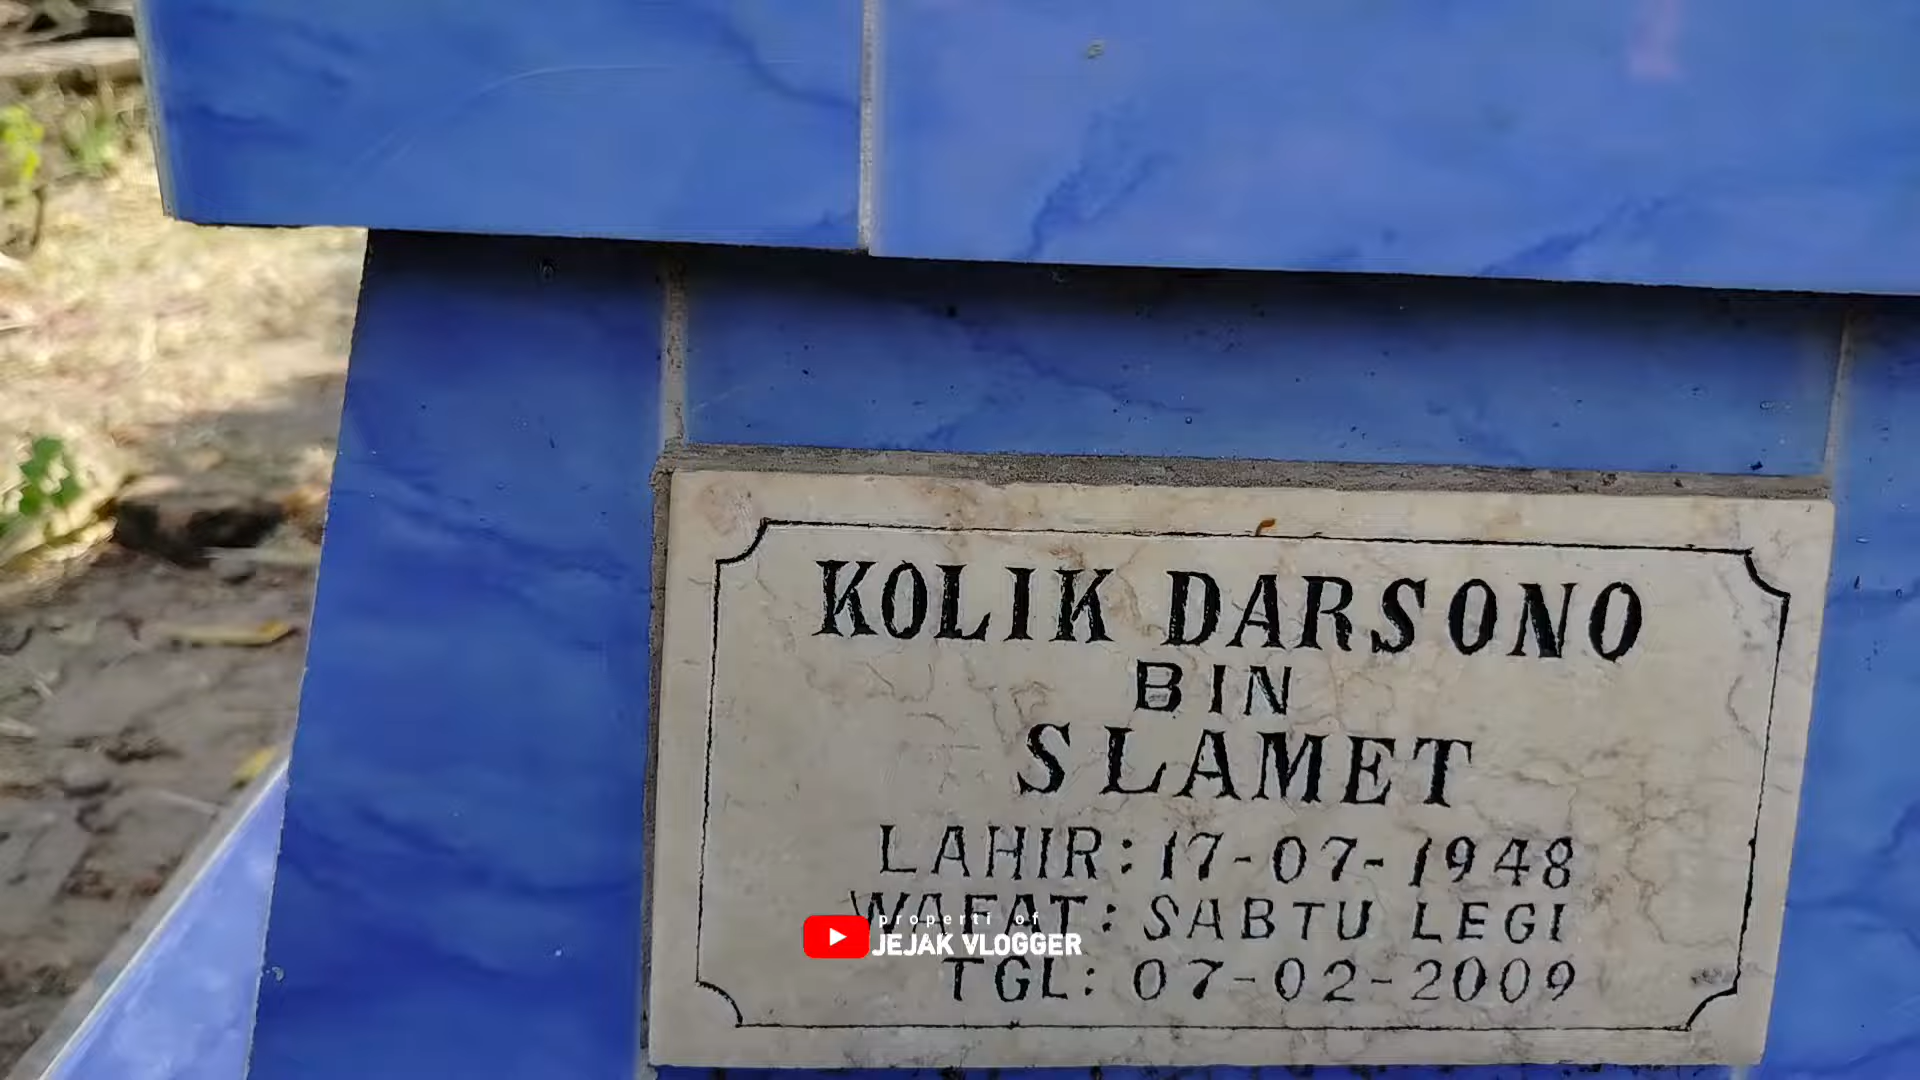 KOLIK DARSONO
BIN
SLAMET
LAHIR: 17-07-1948
WAFAT: SABTU LEGI
properti of
JEJAK VLOGGER
TGL: 07-02-2009